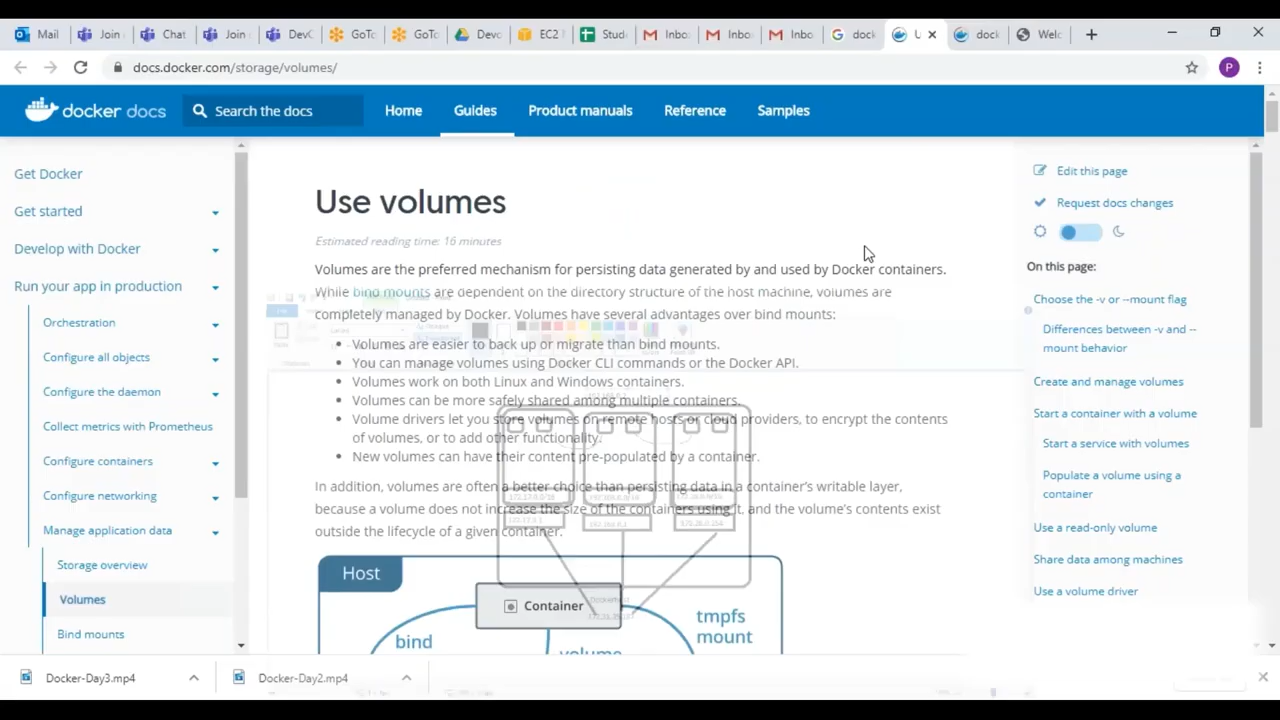 Mail
Join
Chat
Join
DevC
GoTo
GoTo
Devo
EC2
Stud
Inbo
Inbo
Inbo
dock
U
dock
Welc
docs.docker.com/storage/volumes/
P
docker docs
Search the docs
Home
Guides
Product manuals
Reference
Samples
Get Docker
Get started
Develop with Docker
Run your app in production
Orchestration
Configure all objects
Configure the daemon
Collect metrics with Prometheus
Configure containers
Configure networking
Manage application data
Storage overview
Volumes
Bind mounts
Use volumes
Estimated reading time: 16 minutes
Volumes are the preferred mechanism for persisting data generated by and used by Docker containers.
While bind mounts are dependent on the directory structure of the host machine, volumes are
completely managed by Docker. Volumes have several advantages over bind mounts:
Volumes are easier to back up or migrate than bind mounts.
You can manage volumes using Docker CLI commands or the Docker API.
Volumes work on both Linux and Windows containers.
Volumes can be more safely shared among multiple containers.
Volume drivers let you store volumes on remote hosts or cloud providers, to encrypt the contents
of volumes, or to add other functionality.
New volumes can have their content pre-populated by a container.
In addition, volumes are often a better choice than persisting data in a container's writable layer,
because a volume does not increase the size of the containers using it, and the volume's contents exist
outside the lifecycle of a given container.
Host
Container
bind
volume
tmpfs
mount
Edit this page
Request docs changes
On this page:
Choose the -v or --mount flag
Differences between -v and --
mount behavior
Create and manage volumes
Start a container with a volume
Start a service with volumes
Populate a volume using a
container
Use a read-only volume
Share data among machines
Use a volume driver
Docker-Day3.mp4
Docker-Day2.mp4